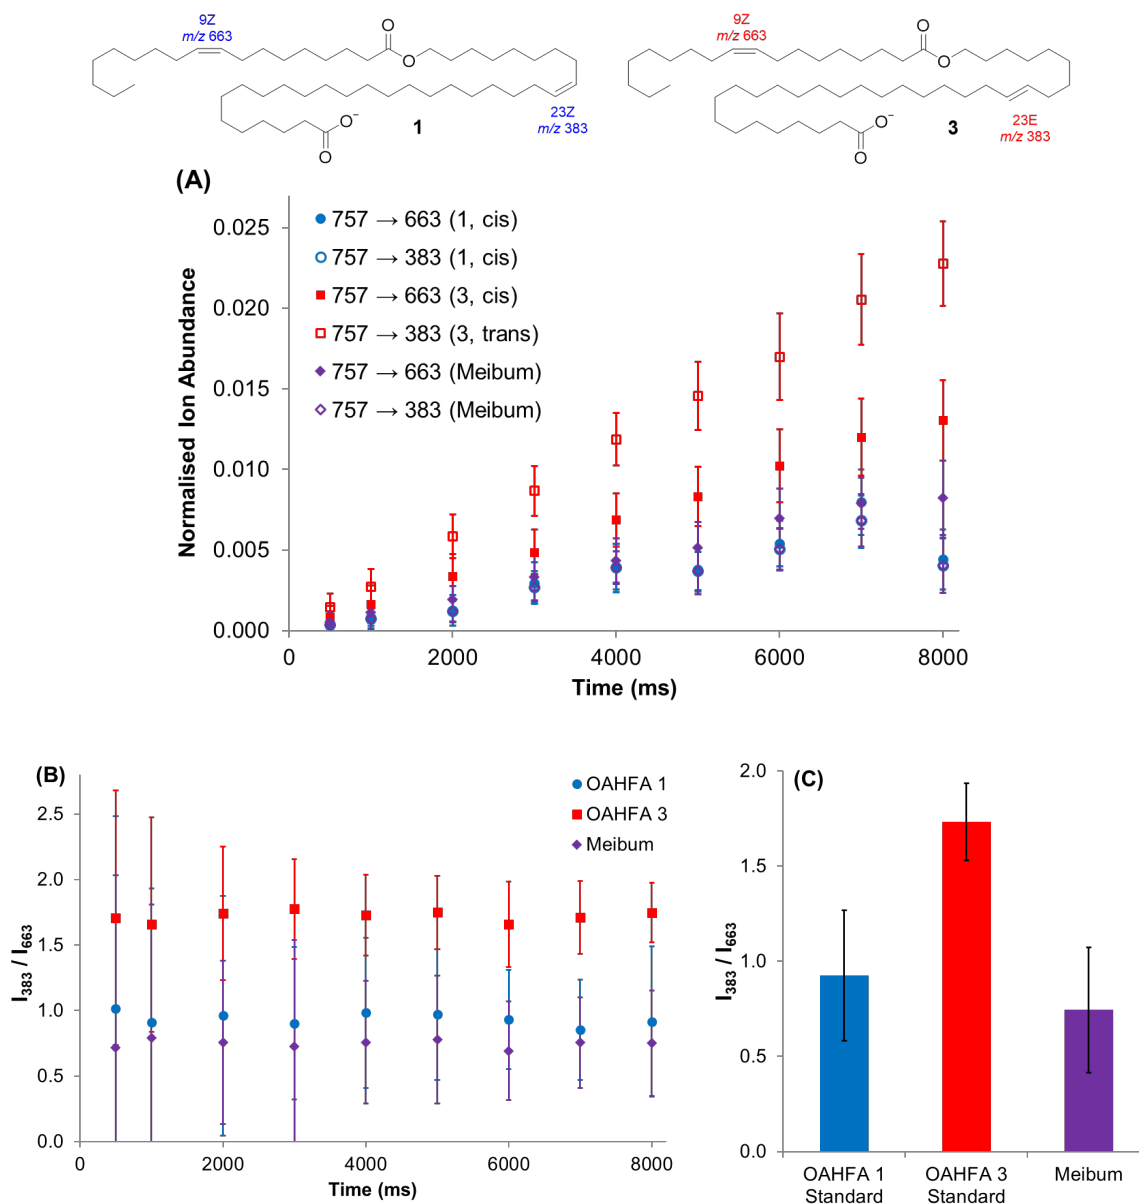 9Z
m/z 663
O
O
O
O⁻
1
23Z
m/z 383
9Z
m/z 663
O
O
O
O⁻
3
23E
m/z 383
(A)
Normalised Ion Abundance
0.025
0.020
0.015
0.010
0.005
0.000
757 → 663 (1, cis)
757 → 383 (1, cis)
757 → 663 (3, cis)
757 → 383 (3, trans)
757 → 663 (Meibum)
757 → 383 (Meibum)
0 2000 4000 6000 8000
Time (ms)
(B)
I383 / I663
2.5
2.0
1.5
1.0
0.5
0.0
OAHFA 1
OAHFA 3
Meibum
0 2000 4000 6000 8000
Time (ms)
(C)
I383 / I663
2.0
1.5
1.0
0.5
0.0
OAHFA 1 OAHFA 3 Meibum
Standard Standard